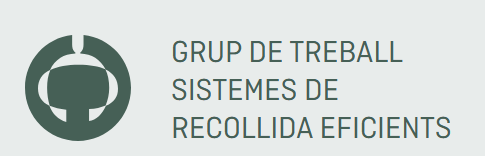 GRUP DE TREBALL
SISTEMES DE
RECOLLIDA EFICIENTS